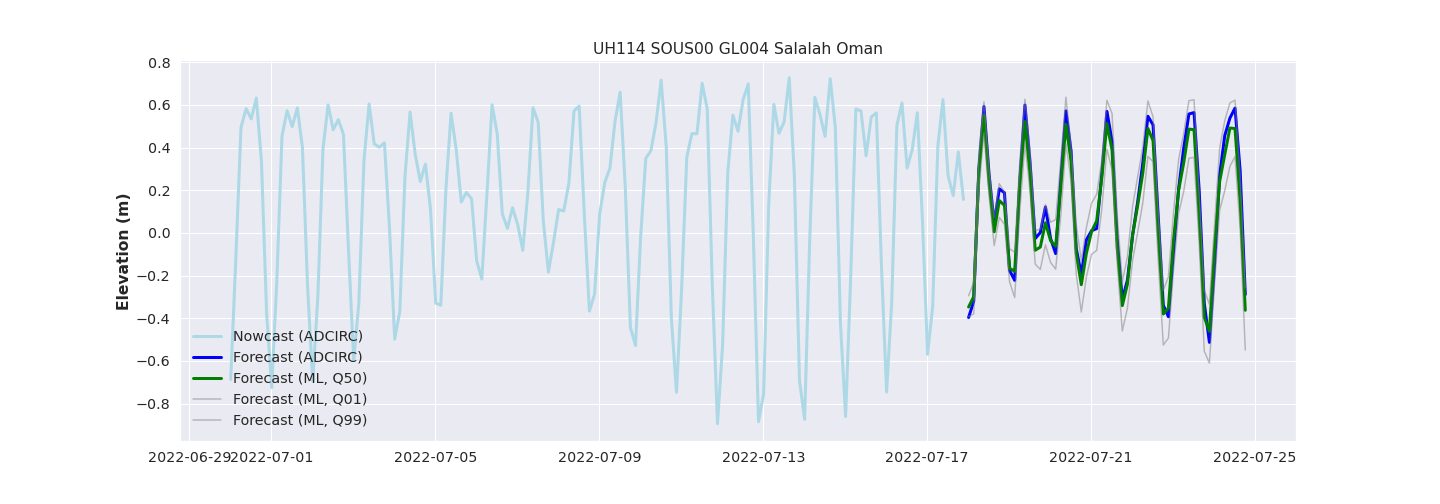 UH114 SOUS00 GL004 Salalah Oman
0.8
0.6
0.4
0.2
0.0
−0.2
−0.4
−0.6
−0.8
Elevation (m)
Nowcast (ADCIRC)
Forecast (ADCIRC)
Forecast (ML, Q50)
Forecast (ML, Q01)
Forecast (ML, Q99)
2022-06-29 2022-07-01 2022-07-05 2022-07-09 2022-07-13 2022-07-17 2022-07-21 2022-07-25